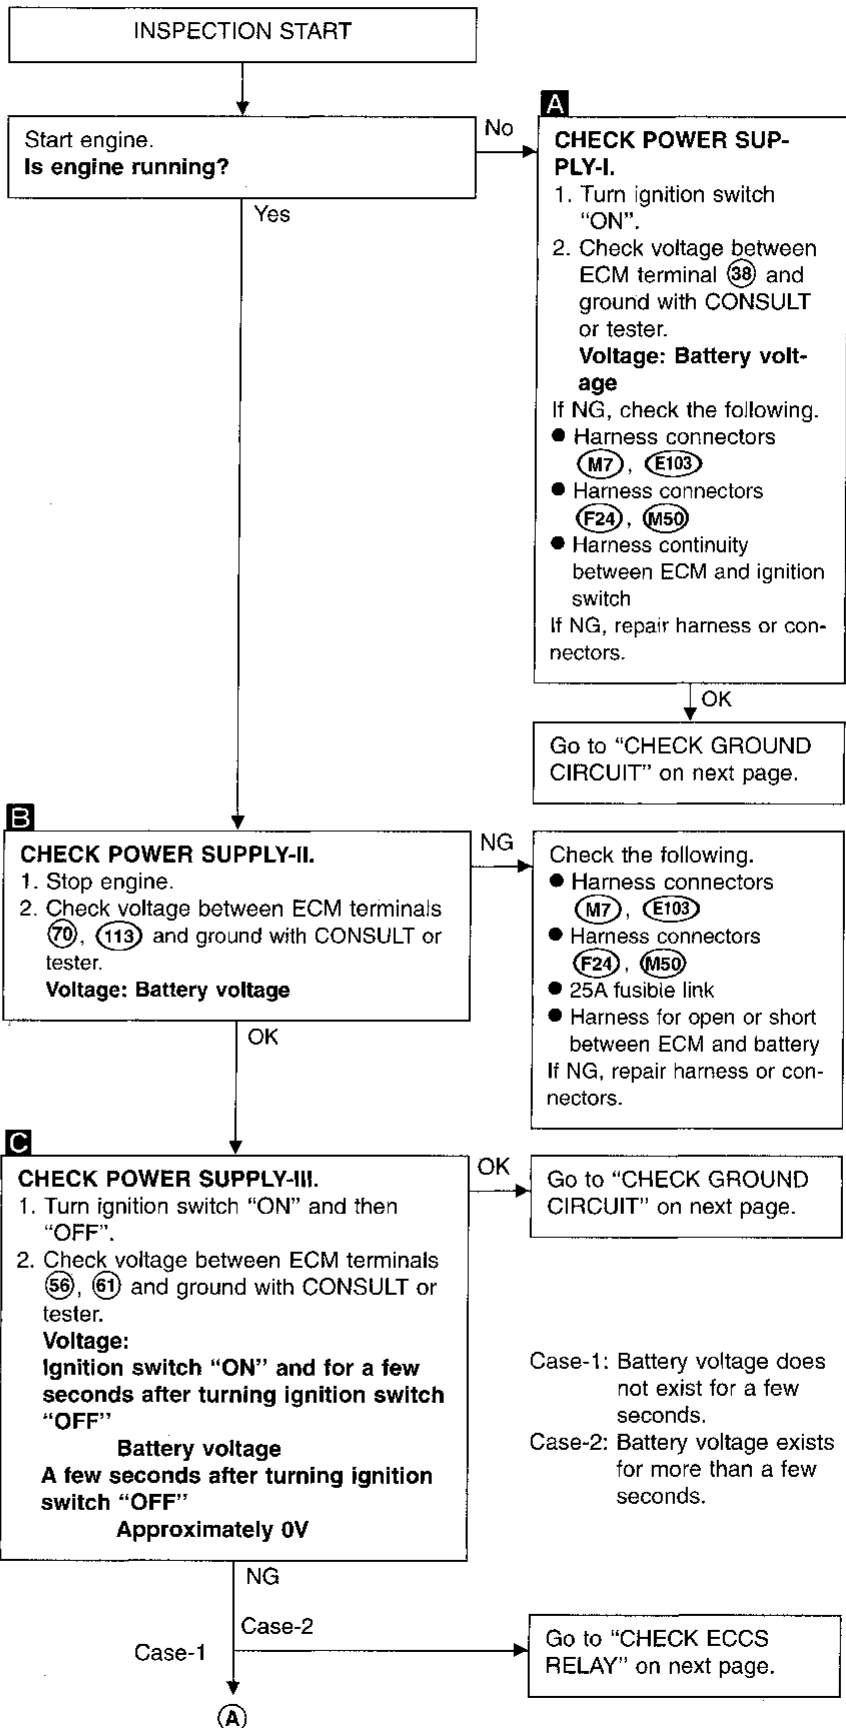 INSPECTION START
Start engine.
Is engine running?
No
Yes
A
CHECK POWER SUP-
PLY-I.
1. Turn ignition switch
“ON”.
2. Check voltage between
ECM terminal 38 and
ground with CONSULT
or tester.
Voltage: Battery volt-
age
If NG, check the following.
● Harness connectors
M7, E103
● Harness connectors
F24, M50
● Harness continuity
between ECM and ignition
switch
If NG, repair harness or con-
nectors.
OK
Go to “CHECK GROUND
CIRCUIT” on next page.
B
CHECK POWER SUPPLY-II.
1. Stop engine.
2. Check voltage between ECM terminals
70, 113 and ground with CONSULT or
tester.
Voltage: Battery voltage
NG
Check the following.
● Harness connectors
M7, E103
● Harness connectors
F24, M50
● 25A fusible link
● Harness for open or short
between ECM and battery
If NG, repair harness or con-
nectors.
OK
C
CHECK POWER SUPPLY-III.
1. Turn ignition switch “ON” and then
“OFF”.
2. Check voltage between ECM terminals
56, 61 and ground with CONSULT or
tester.
Voltage:
Ignition switch “ON” and for a few
seconds after turning ignition switch
“OFF”
Battery voltage
A few seconds after turning ignition
switch “OFF”
Approximately 0V
OK
Go to “CHECK GROUND
CIRCUIT” on next page.
Case-1: Battery voltage does
not exist for a few
seconds.
Case-2: Battery voltage exists
for more than a few
seconds.
NG
Case-2
Case-1
Go to “CHECK ECCS
RELAY” on next page.
A